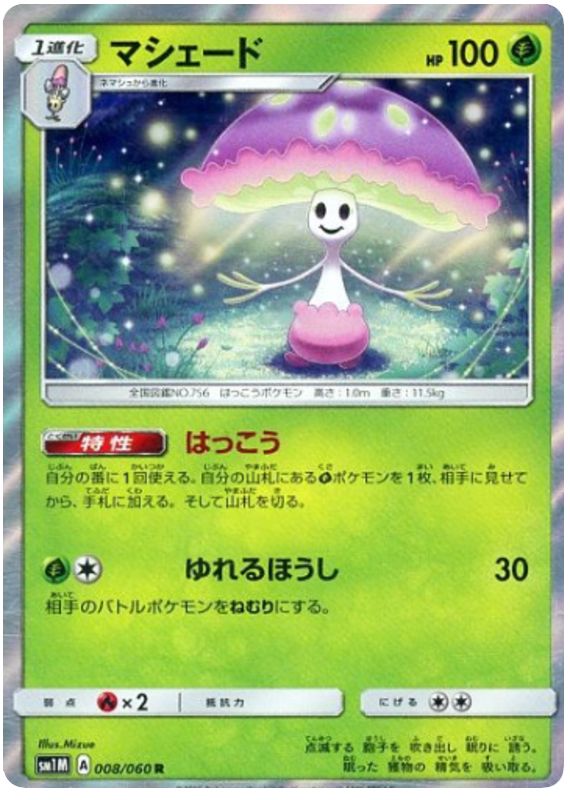 1進化
マシェード
HP 100
ネマシュから進化
全国図鑑NO.756 はっこうポケモン 高さ:1.0m 重さ:11.5kg
特性 はっこう
自分の番に1回使える。自分の山札にあるポケモンを1枚、相手に見せて
から、手札に加える。そして山札を切る。
ゆれるほうし 30
相手のバトルポケモンをねむりにする。
弱点 ×2 抵抗力 にげる
Illus.Mizue
点滅する 胞子を 吹き出し 眠りに 誘う。
眠った 獲物の 精気を 吸い取る。
SM1M A 008/060 R